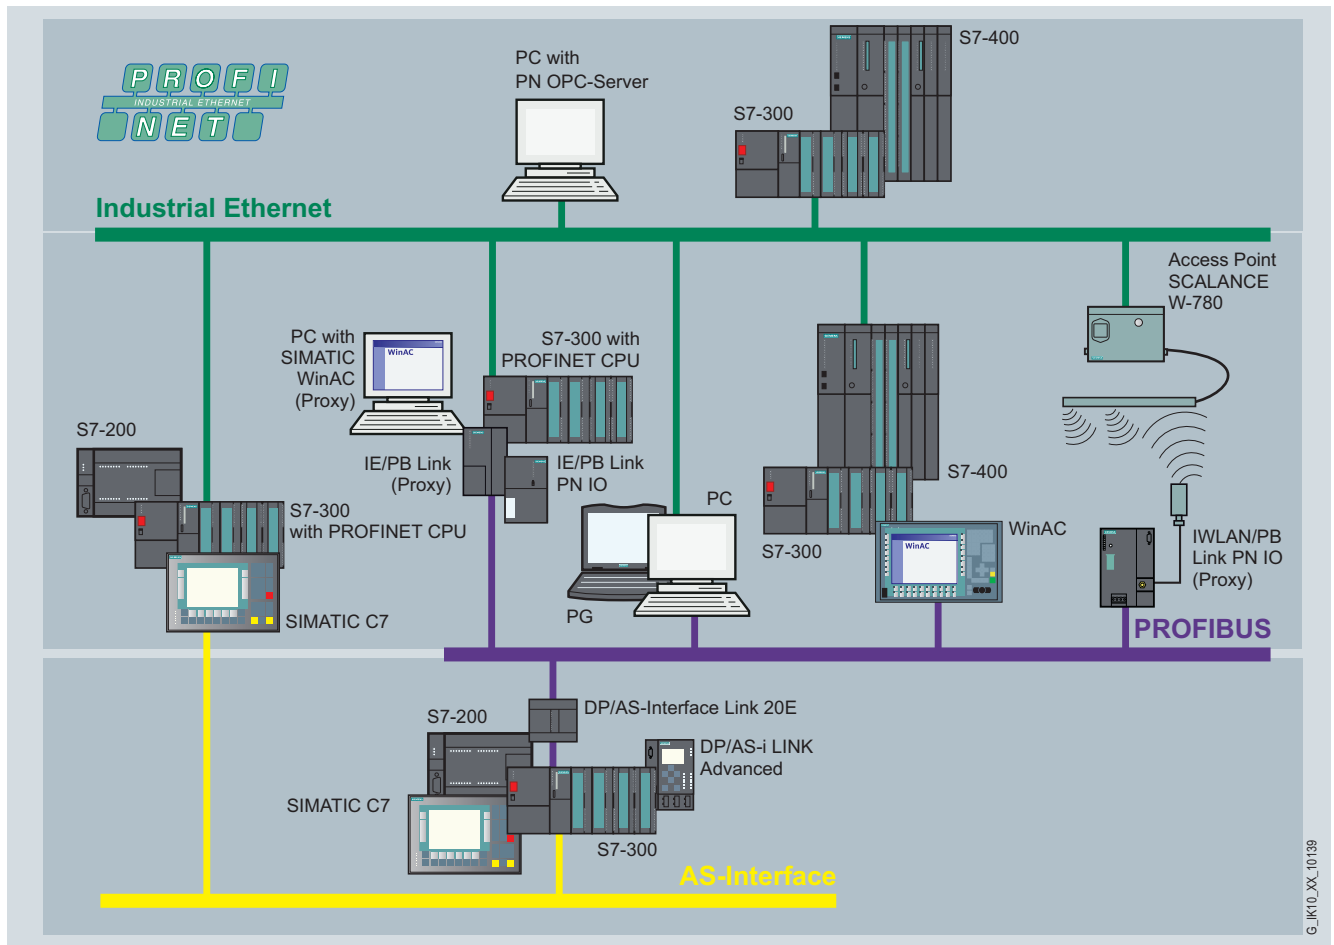 PROFI
INDUSTRIAL ETHERNET
NET
PC with
PN OPC-Server
S7-400
S7-300
Industrial Ethernet
Access Point
SCALANCE
W-780
PC with
SIMATIC
WinAC
(Proxy)
WinAC
S7-300 with
PROFINET CPU
S7-200
IE/PB Link
(Proxy)
IE/PB Link
PN IO
S7-400
S7-300
with PROFINET CPU
PC
S7-300
WinAC
WinAC
IWLAN/PB
Link PN IO
(Proxy)
SIMATIC C7
PG
PROFIBUS
DP/AS-Interface Link 20E
S7-200
DP/AS-i LINK
Advanced
SIMATIC C7
S7-300
AS-Interface
G_IK10_XX_10139